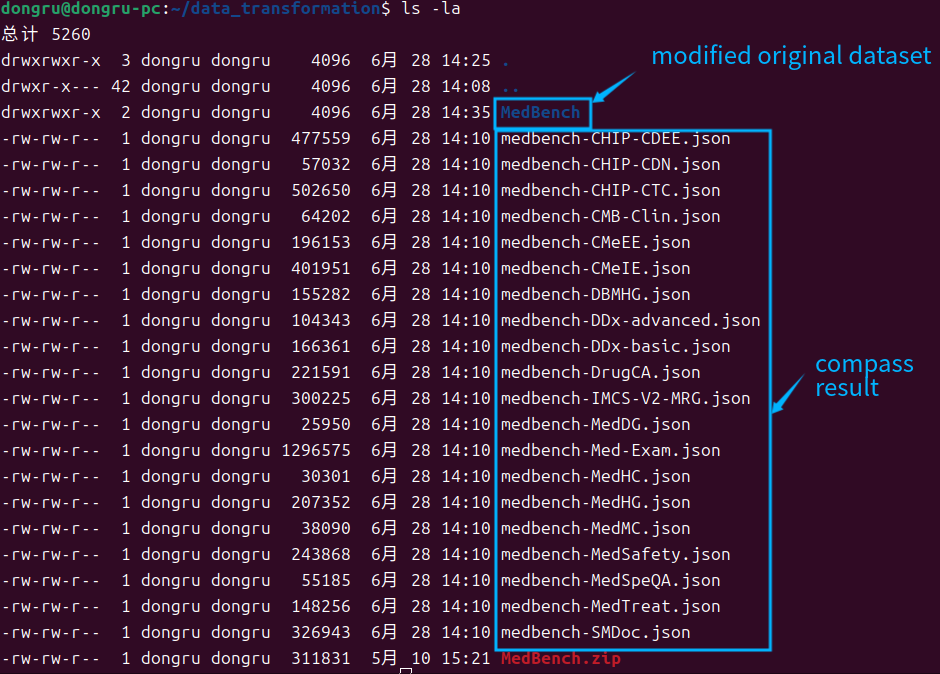 dongru@dongru-pc:~/data_transformation$ ls -la
总计 5260
drwxrwxr-x 3 dongru dongru 4096 6月 28 14:25 .
drwxr-x--- 42 dongru dongru 4096 6月 28 14:08 ..
modified original dataset
drwxrwxr-x 2 dongru dongru 4096 6月 28 14:35 MedBench
-rw-rw-r-- 1 dongru dongru 477559 6月 28 14:10 medbench-CHIP-CDEE.json
-rw-rw-r-- 1 dongru dongru 57032 6月 28 14:10 medbench-CHIP-CDN.json
-rw-rw-r-- 1 dongru dongru 502650 6月 28 14:10 medbench-CHIP-CTC.json
-rw-rw-r-- 1 dongru dongru 64202 6月 28 14:10 medbench-CMB-Clin.json
-rw-rw-r-- 1 dongru dongru 196153 6月 28 14:10 medbench-CMeEE.json
-rw-rw-r-- 1 dongru dongru 401951 6月 28 14:10 medbench-CMeIE.json
-rw-rw-r-- 1 dongru dongru 155282 6月 28 14:10 medbench-DBMHG.json
-rw-rw-r-- 1 dongru dongru 104343 6月 28 14:10 medbench-DDx-advanced.json
-rw-rw-r-- 1 dongru dongru 166361 6月 28 14:10 medbench-DDx-basic.json
-rw-rw-r-- 1 dongru dongru 221591 6月 28 14:10 medbench-DrugCA.json
-rw-rw-r-- 1 dongru dongru 300225 6月 28 14:10 medbench-IMCS-V2-MRG.json
-rw-rw-r-- 1 dongru dongru 25950 6月 28 14:10 medbench-MedDG.json
-rw-rw-r-- 1 dongru dongru 1296575 6月 28 14:10 medbench-Med-Exam.json
-rw-rw-r-- 1 dongru dongru 30301 6月 28 14:10 medbench-MedHC.json
-rw-rw-r-- 1 dongru dongru 207352 6月 28 14:10 medbench-MedHG.json
-rw-rw-r-- 1 dongru dongru 38090 6月 28 14:10 medbench-MedMC.json
-rw-rw-r-- 1 dongru dongru 243868 6月 28 14:10 medbench-MedSafety.json
-rw-rw-r-- 1 dongru dongru 55185 6月 28 14:10 medbench-MedSpeQA.json
-rw-rw-r-- 1 dongru dongru 148256 6月 28 14:10 medbench-MedTreat.json
-rw-rw-r-- 1 dongru dongru 326943 6月 28 14:10 medbench-SMDoc.json
-rw-rw-r-- 1 dongru dongru 311831 5月 10 15:21 MedBench.zip
compass
result